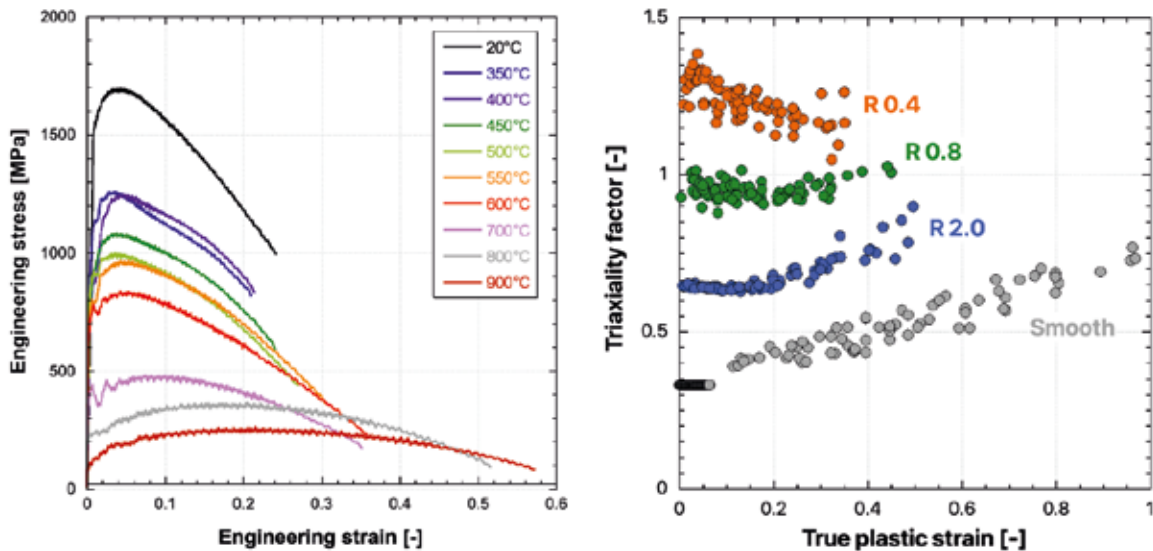 2000
1500
1000
500
0
Engineering stress [MPa]
20°C
350°C
400°C
450°C
500°C
550°C
600°C
700°C
800°C
900°C
0
0.1
0.2
0.3
0.4
0.5
0.6
Engineering strain [-]
1.5
1
0.5
0
Triaxiality factor [-]
R 0.4
R 0.8
R 2.0
Smooth
0
0.2
0.4
0.6
0.8
1
True plastic strain [-]